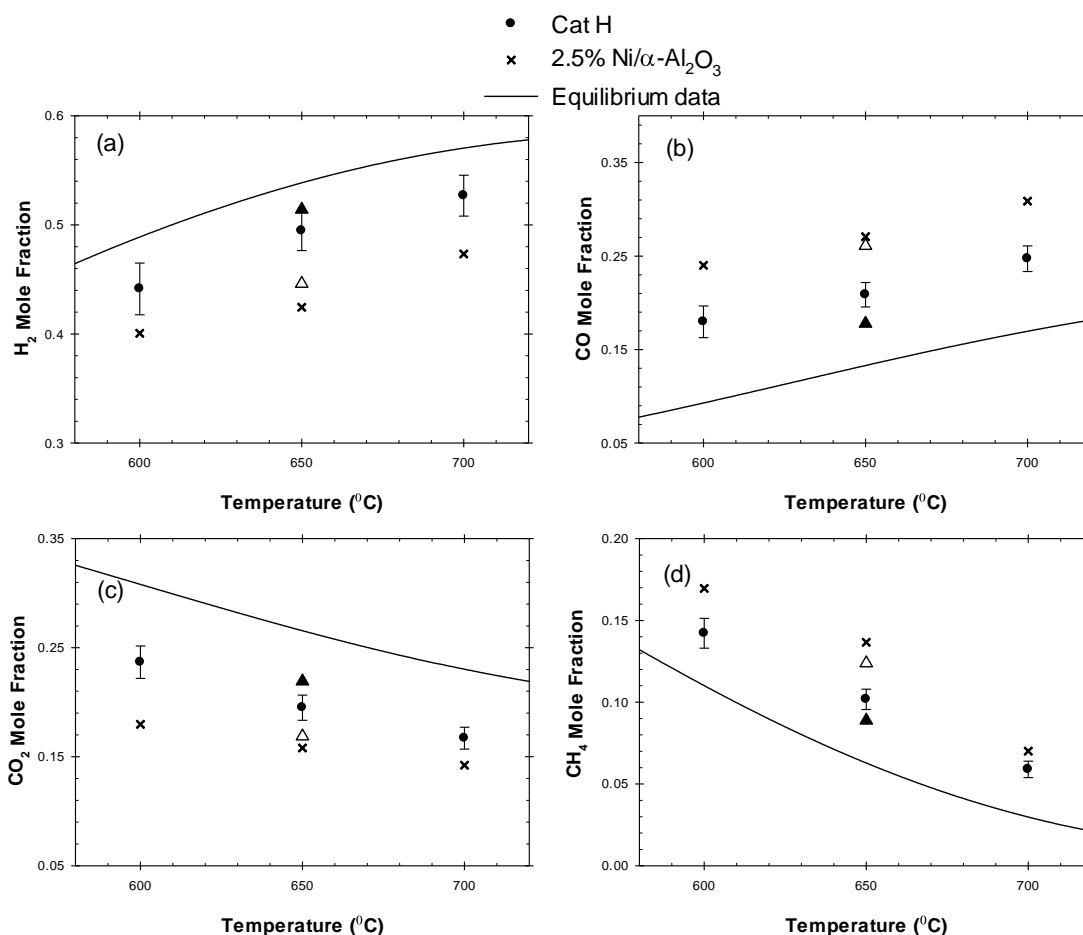 Cat H
2.5% Ni/α-Al₂O₃
Equilibrium data
(a)
H₂ Mole Fraction
0.6
0.5
0.4
0.3
600
650
700
Temperature (⁰C)
(b)
CO Mole Fraction
0.35
0.25
0.15
0.05
600
650
700
Temperature (⁰C)
(c)
CO₂ Mole Fraction
0.35
0.25
0.15
0.05
600
650
700
Temperature (⁰C)
(d)
CH₄ Mole Fraction
0.20
0.15
0.10
0.05
0.00
600
650
700
Temperature (⁰C)